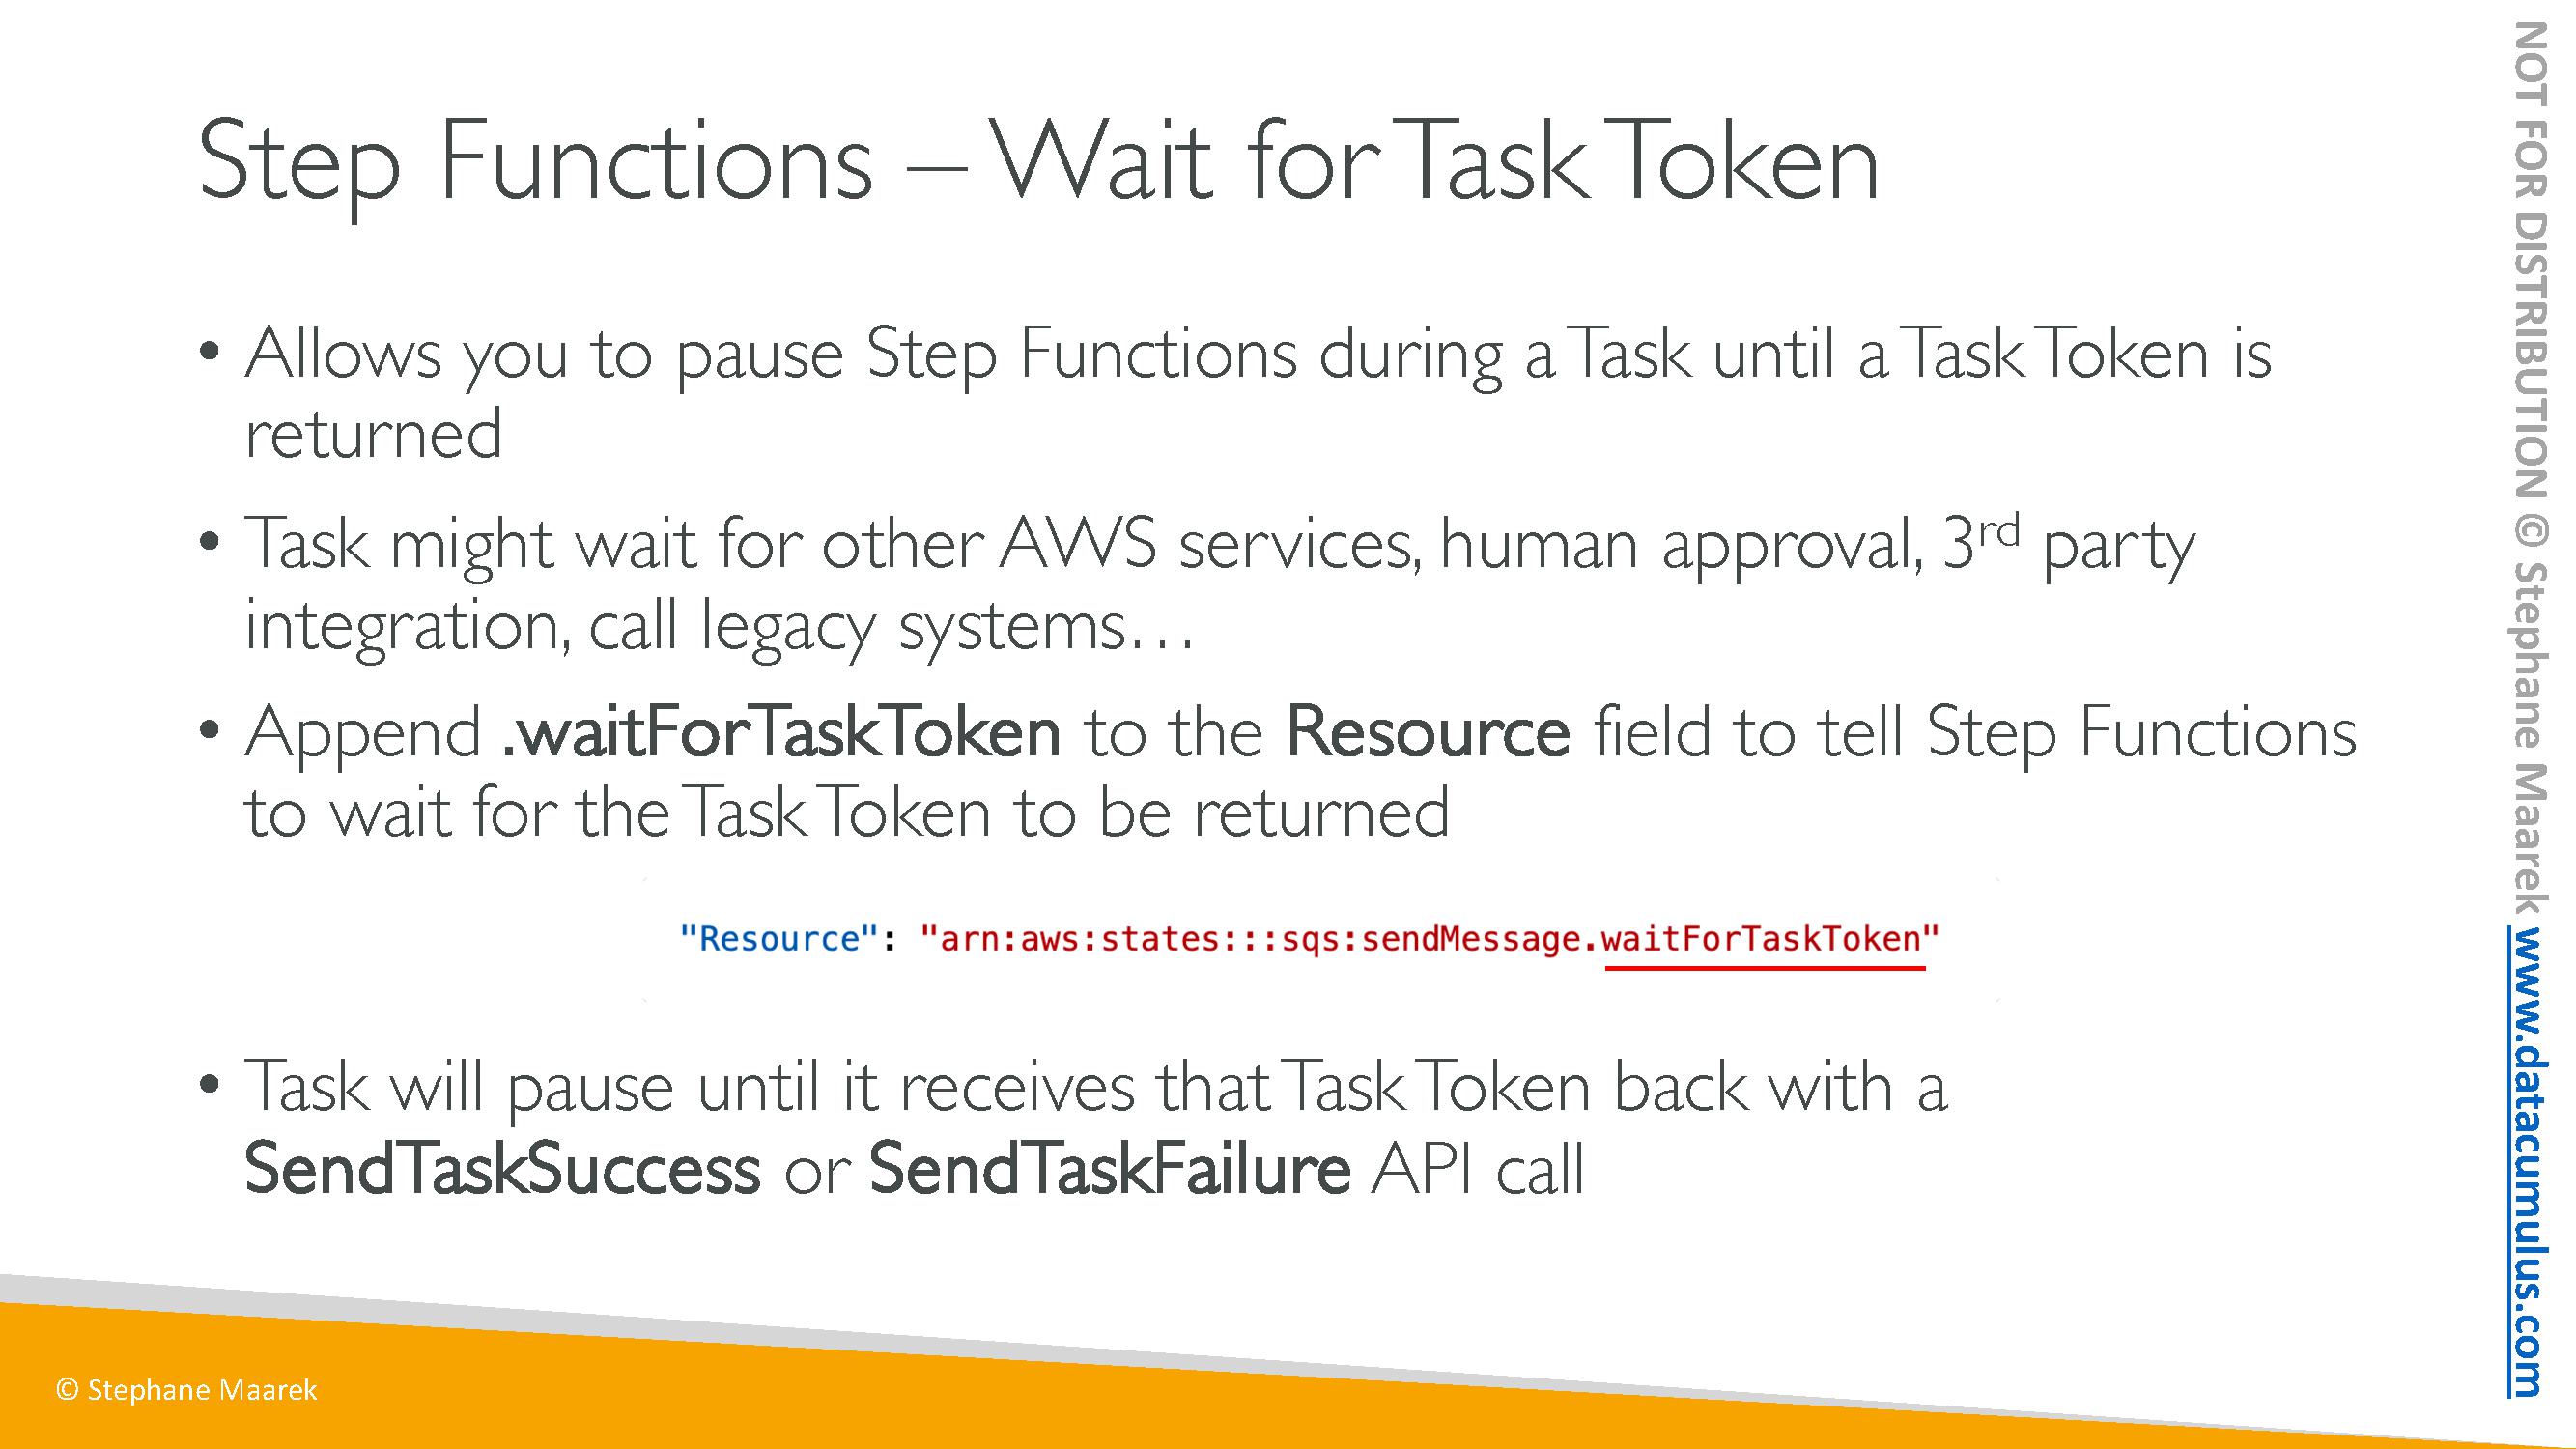 Step Functions – Wait for Task Token
• Allows you to pause Step Functions during a Task until a Task Token is
returned
• Task might wait for other AWS services, human approval, 3rd party
integration, call legacy systems…
• Append .waitForTaskToken to the Resource field to tell Step Functions
to wait for the Task Token to be returned
"Resource": "arn:aws:states:::sqs:sendMessage.waitForTaskToken"
• Task will pause until it receives that Task Token back with a
SendTaskSuccess or SendTaskFailure API call
© Stephane Maarek
NOT FOR DISTRIBUTION © Stephane Maarek www.datacumulus.com